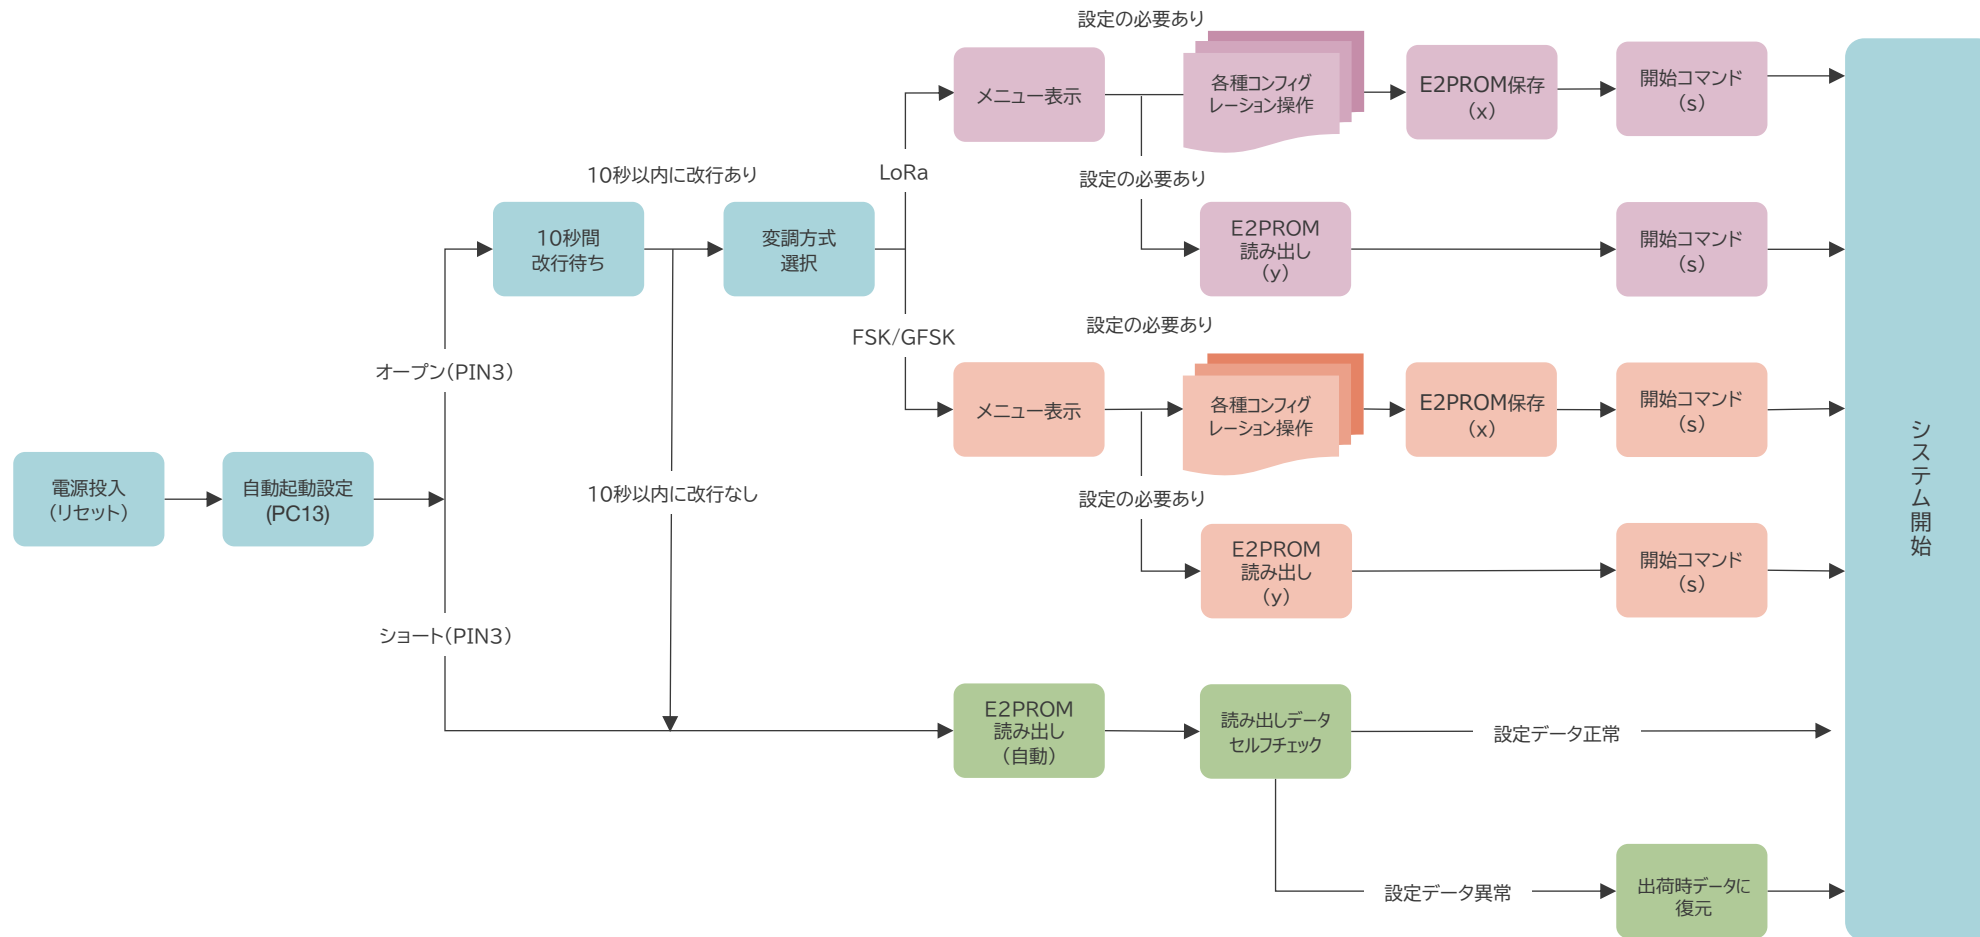 設定の必要あり
メニュー表示
各種コンフィグ
レーション操作
E2PROM保存
(x)
開始コマンド
(s)
LoRa
10秒以内に改行あり
設定の必要あり
10秒間
改行待ち
変調方式
選択
E2PROM
読み出し
(y)
開始コマンド
(s)
FSK/GFSK
設定の必要あり
オープン(PIN3)
メニュー表示
各種コンフィグ
レーション操作
E2PROM保存
(x)
開始コマンド
(s)
システム開始
電源投入
(リセット)
自動起動設定
(PC13)
10秒以内に改行なし
設定の必要あり
E2PROM
読み出し
(y)
開始コマンド
(s)
ショート(PIN3)
E2PROM
読み出し
(自動)
読み出しデータ
セルフチェック
設定データ正常
設定データ異常
出荷時データに
復元